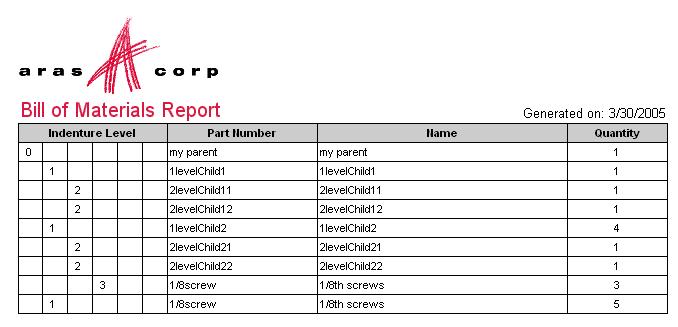 aras corp
Bill of Materials Report
Generated on: 3/30/2005
Indenture Level Part Number Name Quantity
0 my parent my parent 1
1 1levelChild1 1levelChild1 1
2 2levelChild11 2levelChild11 1
2 2levelChild12 2levelChild12 1
1 1levelChild2 1levelChild2 4
2 2levelChild21 2levelChild21 1
2 2levelChild22 2levelChild22 1
3 1/8screw 1/8th screws 3
1 1/8screw 1/8th screws 5